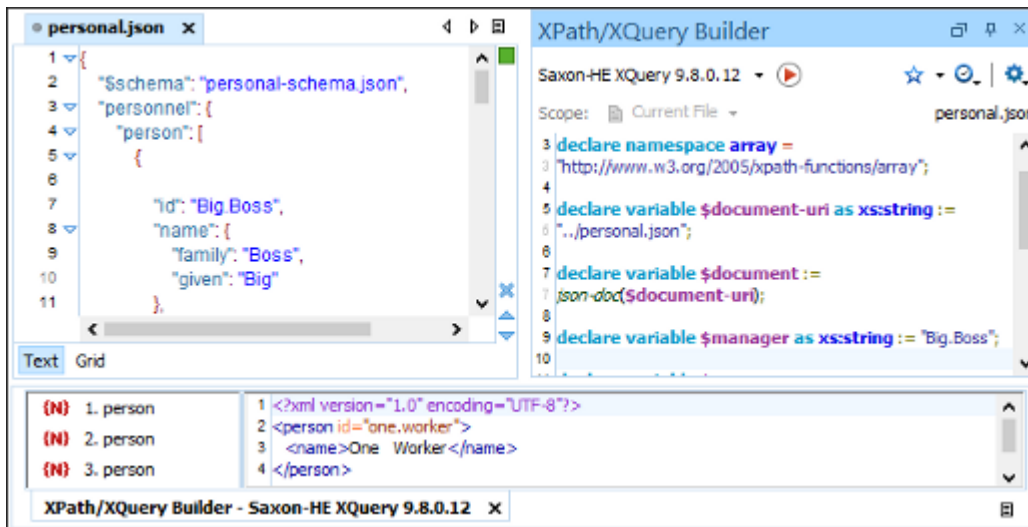 personal.json
1 {
2 "$schema": "personal-schema.json",
3 "personnel": {
4 "person": [
5 {
6
7 "id": "Big.Boss",
8 "name": {
9 "family": "Boss",
10 "given": "Big"
11 },
Text Grid
XPath/XQuery Builder
Saxon-HE XQuery 9.8.0.12
Scope: Current File personal.json
3 declare namespace array =
3 "http://www.w3.org/2005/xpath-functions/array";
4
5 declare variable $document-uri as xs:string :=
6 "../personal.json";
6
7 declare variable $document :=
7 json-doc($document-uri);
8
9 declare variable $manager as xs:string := "Big.Boss";
10
{N} 1. person
{N} 2. person
{N} 3. person
1 <?xml version="1.0" encoding="UTF-8"?>
2 <person id="one.worker">
3 <name>One Worker</name>
4 </person>
XPath/XQuery Builder - Saxon-HE XQuery 9.8.0.12